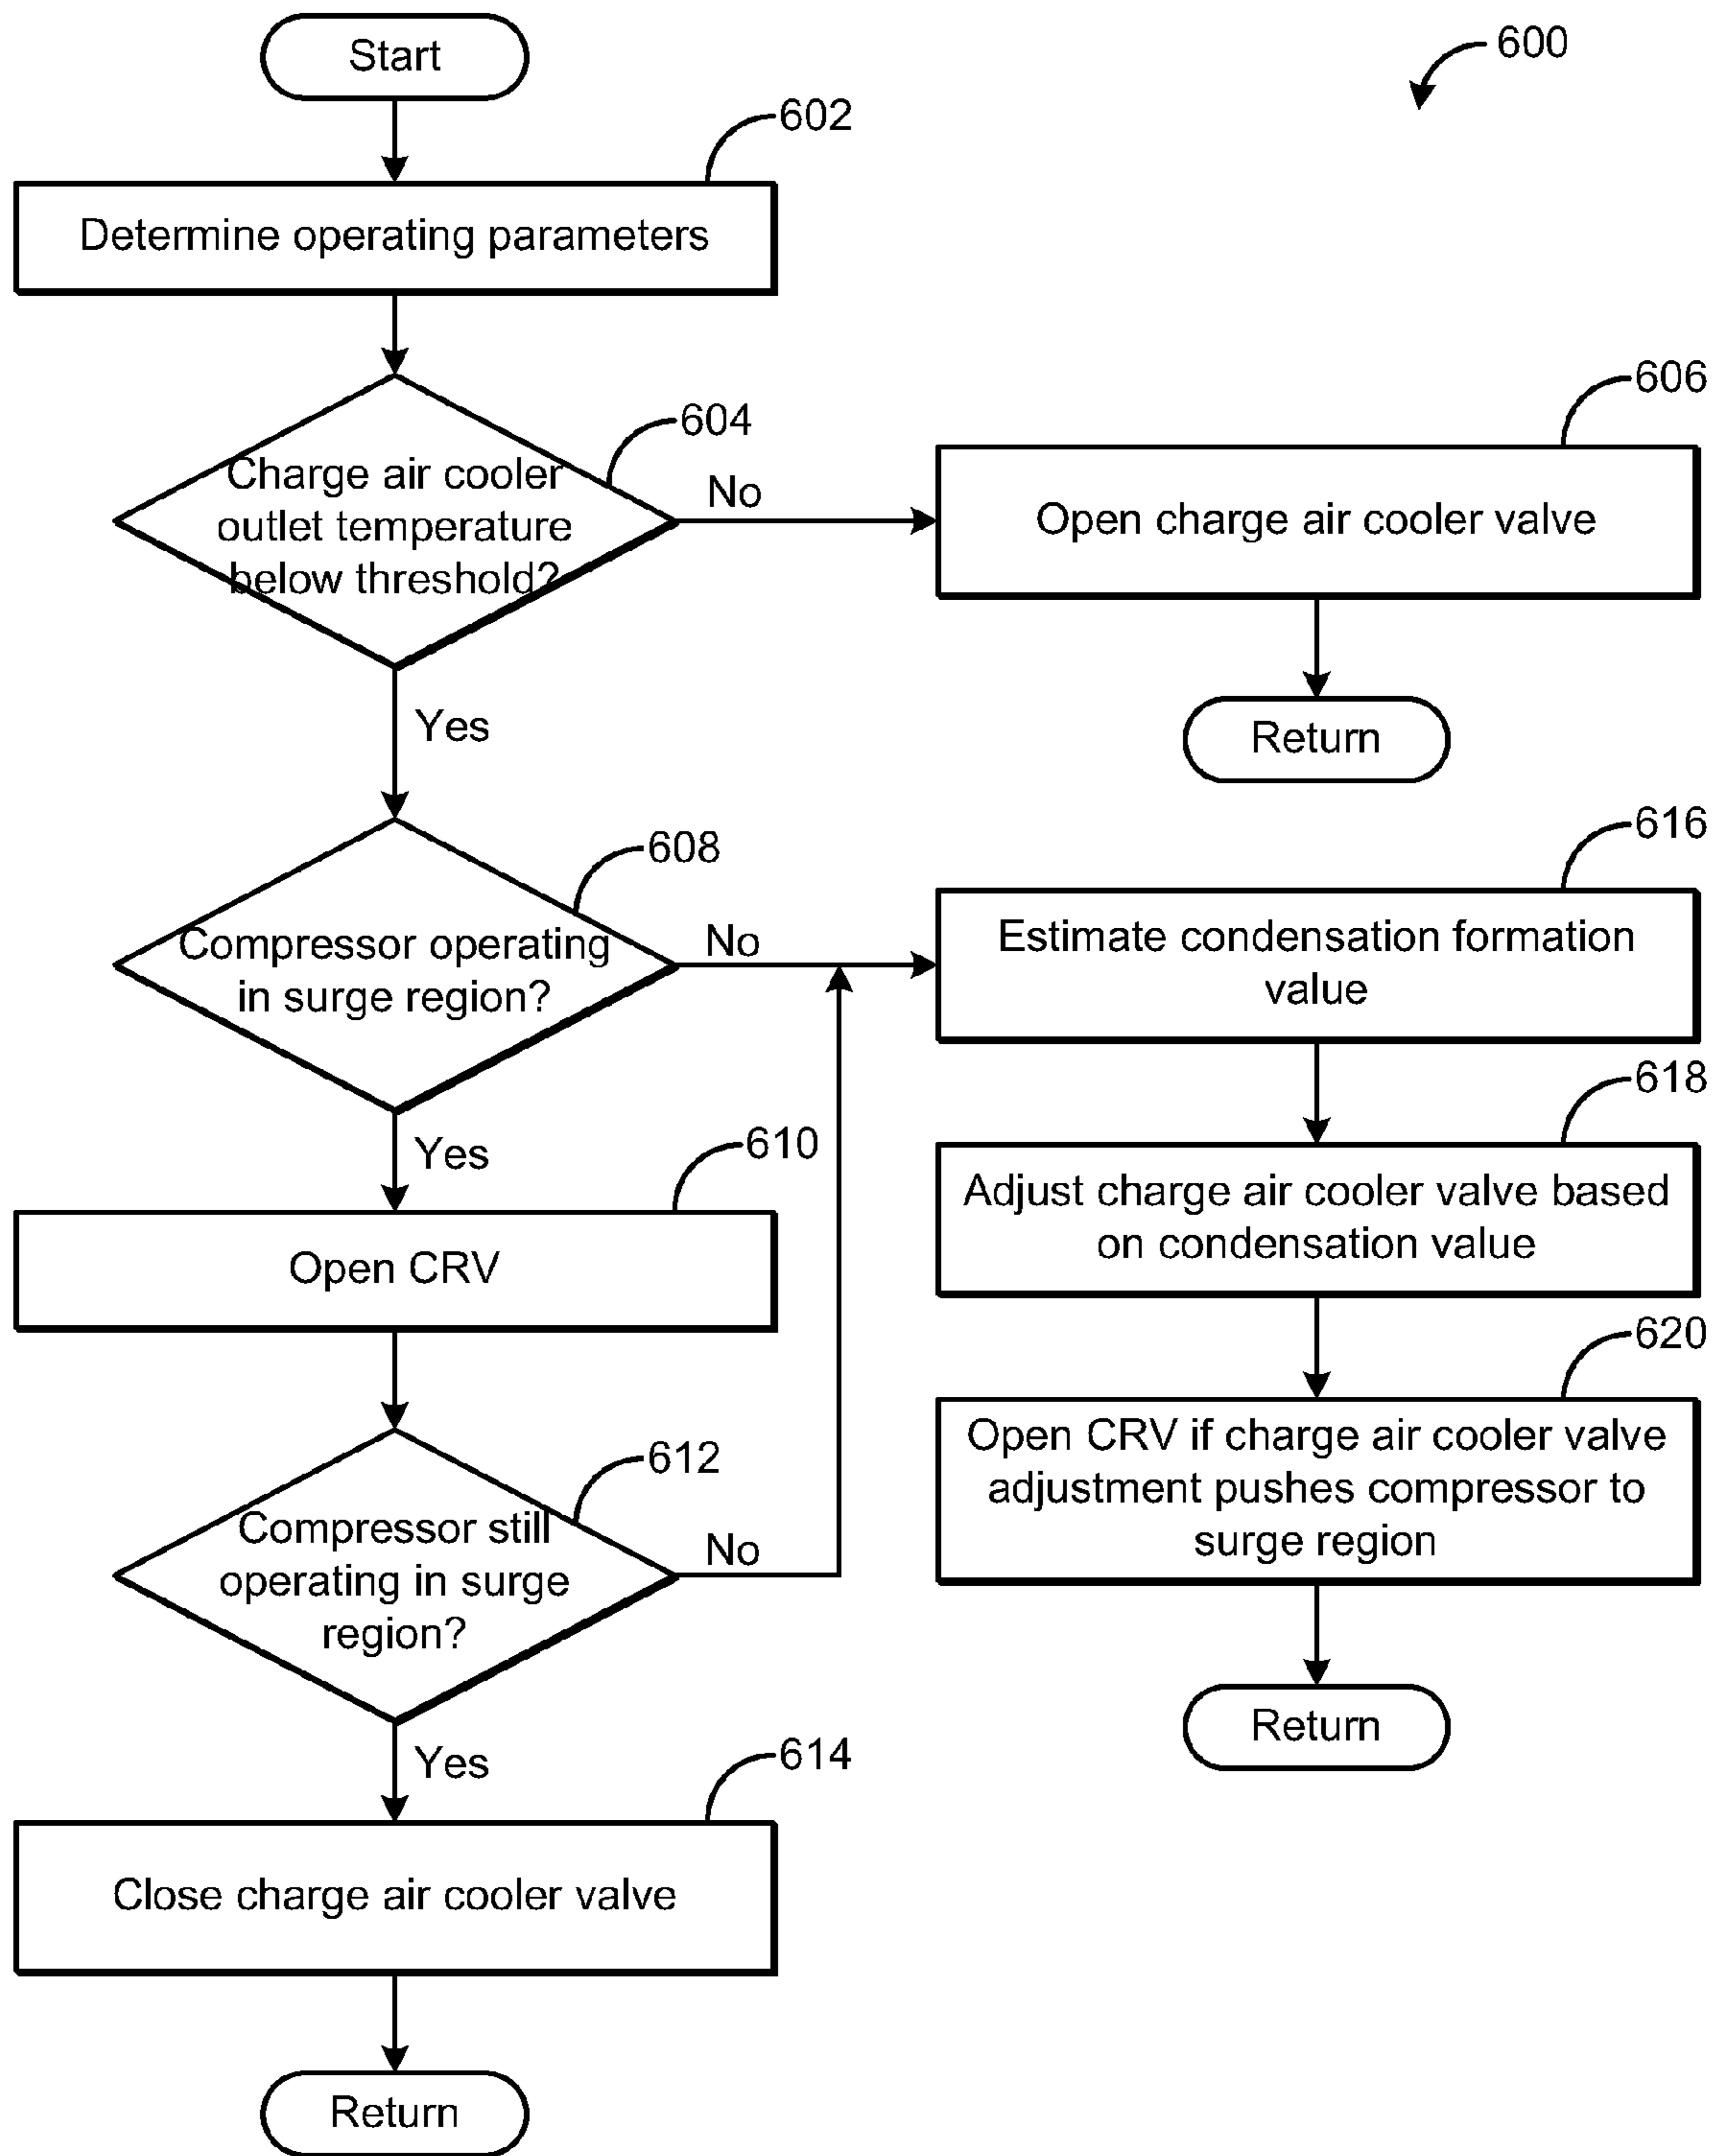 Start
600
602
Determine operating parameters
604
Charge air cooler
outlet temperature
below threshold?
No
606
Open charge air cooler valve
Return
Yes
608
Compressor operating
in surge region?
No
616
Estimate condensation formation
value
618
Adjust charge air cooler valve based
on condensation value
620
Open CRV if charge air cooler valve
adjustment pushes compressor to
surge region
Return
Yes
610
Open CRV
612
Compressor still
operating in surge
region?
No
Yes
614
Close charge air cooler valve
Return